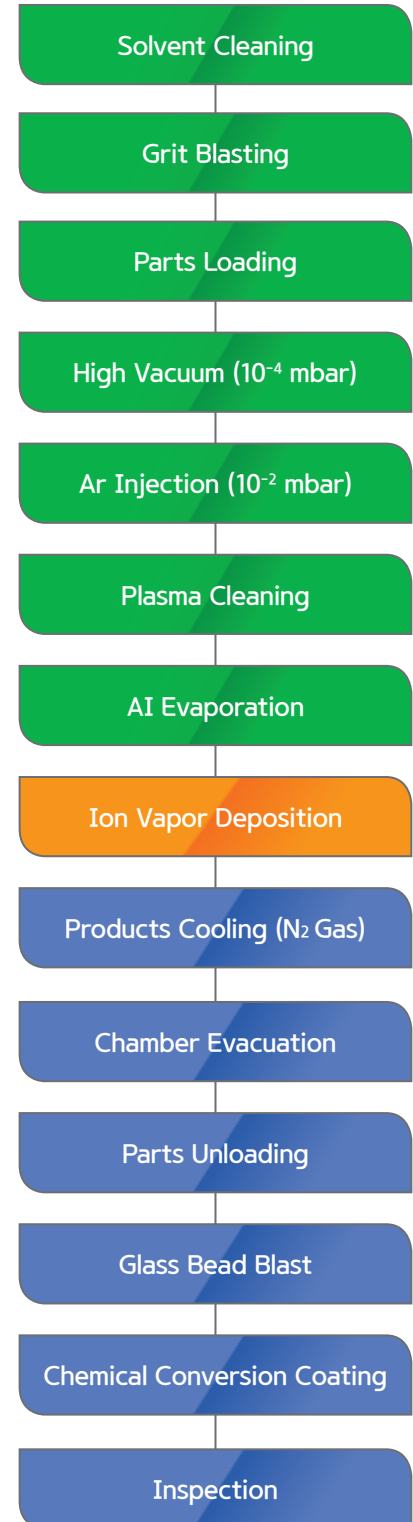 Solvent Cleaning
Grit Blasting
Parts Loading
High Vacuum (10⁻⁴ mbar)
Ar Injection (10⁻² mbar)
Plasma Cleaning
Al Evaporation
Ion Vapor Deposition
Products Cooling (N₂ Gas)
Chamber Evacuation
Parts Unloading
Glass Bead Blast
Chemical Conversion Coating
Inspection